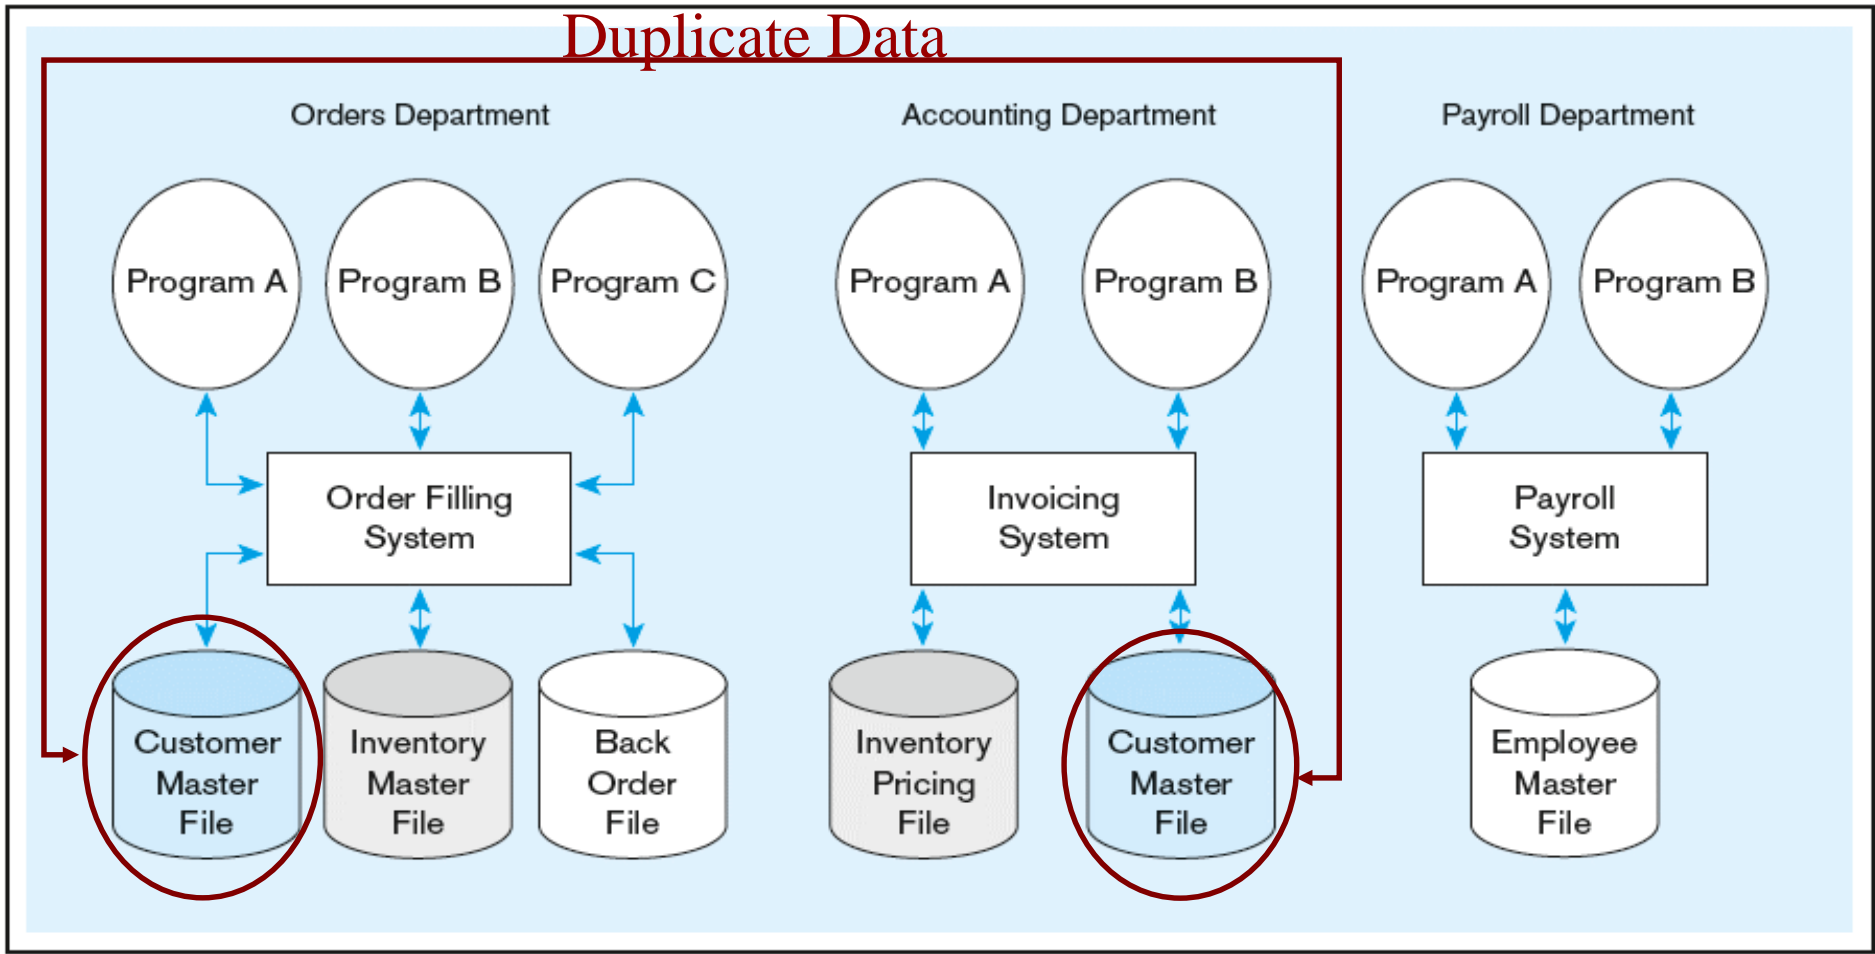 Duplicate Data
Orders Department
Accounting Department
Payroll Department
Program A
Program B
Program C
Program A
Program B
Program A
Program B
Order Filling
System
Invoicing
System
Payroll
System
Customer
Master
File
Inventory
Master
File
Back
Order
File
Inventory
Pricing
File
Customer
Master
File
Employee
Master
File